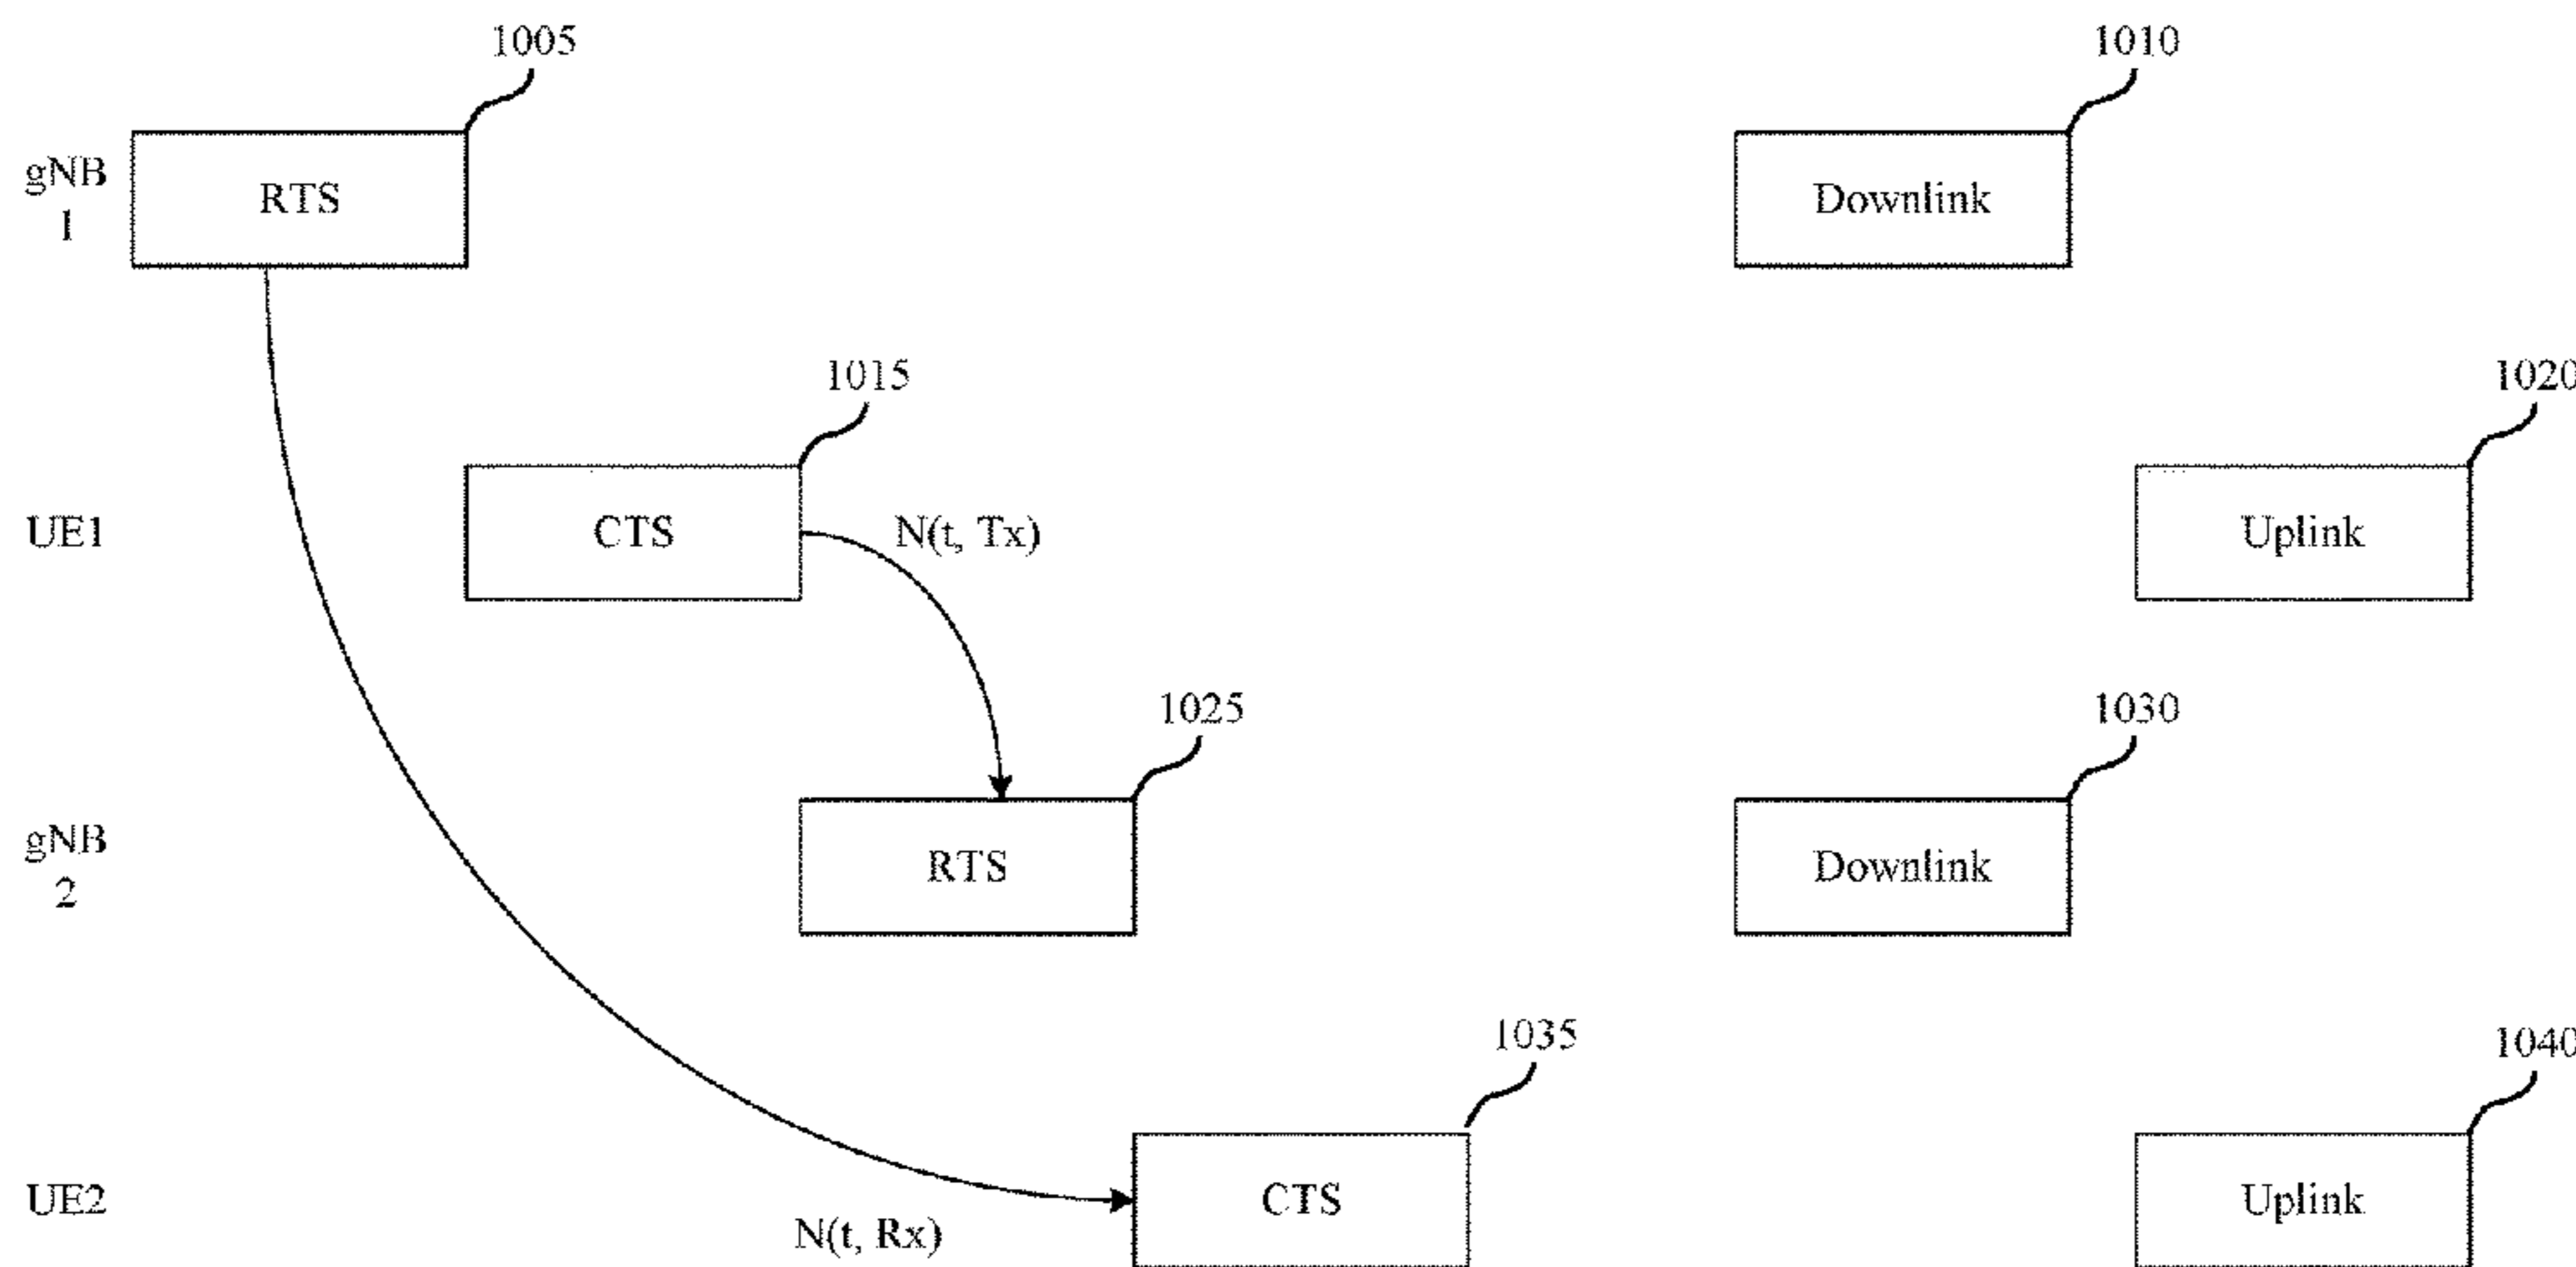 1005
1010
gNB
1
RTS
Downlink
1015
1020
UE1
CTS
N(t, Tx)
Uplink
1025
1030
gNB
2
RTS
Downlink
1035
1040
UE2
N(t, Rx)
CTS
Uplink